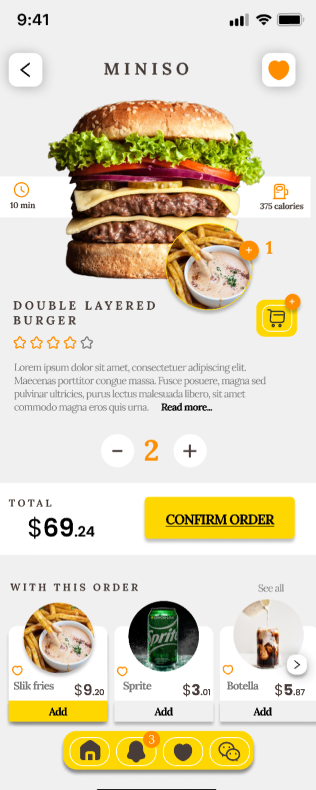 9:41
MINISO
10 min
375 calories
+ 1
+
DOUBLE LAYERED
BURGER
Lorem ipsum dolor sit amet, consectetuer adipiscing elit.
Maecenas porttitor congue massa. Fusce posuere, magna sed
pulvinar ultricies, purus lectus malesuada libero, sit amet
commodo magna eros quis urna. Read more...
− 2 +
TOTAL
$69.24
CONFIRM ORDER
WITH THIS ORDER
See all
Sprite
Slik fries $9.20
Sprite $3.01
Botella $5.87
Add
Add
Add
3